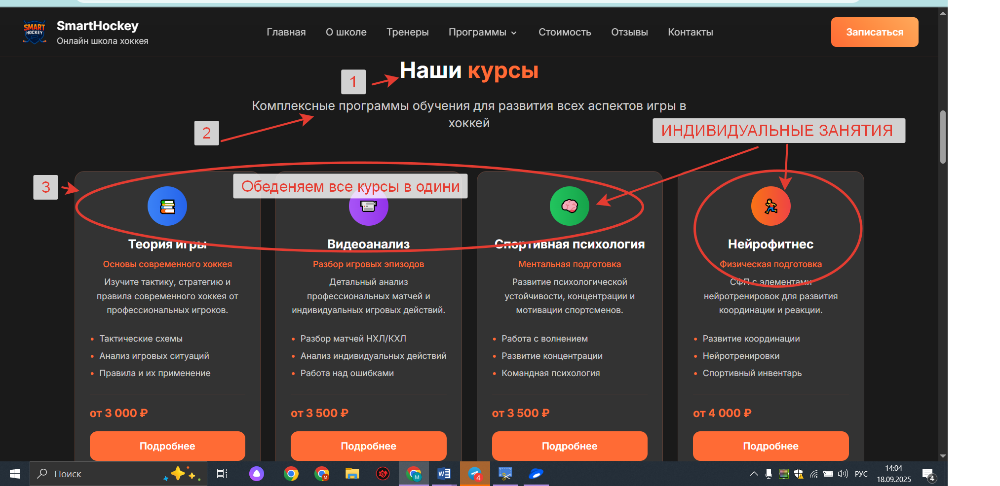 SMART
HOCKEY
SmartHockey
Онлайн школа хоккея
Главная
О школе
Тренеры
Программы
Стоимость
Отзывы
Контакты
Записаться
1
Наши курсы
Комплексные программы обучения для развития всех аспектов игры в
хоккей
2
ИНДИВИДУАЛЬНЫЕ ЗАНЯТИЯ
3
Обеденяем все курсы в одини
Теория игры
Основы современного хоккея
Изучите тактику, стратегию и
правила современного хоккея от
профессиональных игроков.
• Тактические схемы
• Анализ игровых ситуаций
• Правила и их применение
от 3 000 ₽
Подробнее
Видеоанализ
Разбор игровых эпизодов
Детальный анализ
профессиональных матчей и
индивидуальных игровых действий.
• Разбор матчей НХЛ/КХЛ
• Анализ индивидуальных действий
• Работа над ошибками
от 3 500 ₽
Подробнее
Спортивная психология
Ментальная подготовка
Развитие психологической
устойчивости, концентрации и
мотивации спортсменов.
• Работа с волнением
• Развитие концентрации
• Командная психология
от 3 500 ₽
Подробнее
Нейрофитнес
Физическая подготовка
СФП с элементами
нейротренировок для развития
координации и реакции.
• Развитие координации
• Нейротренировки
• Спортивный инвентарь
от 4 000 ₽
Подробнее
Поиск
M
M
W
4
РУС
14:04
18.09.2025
4